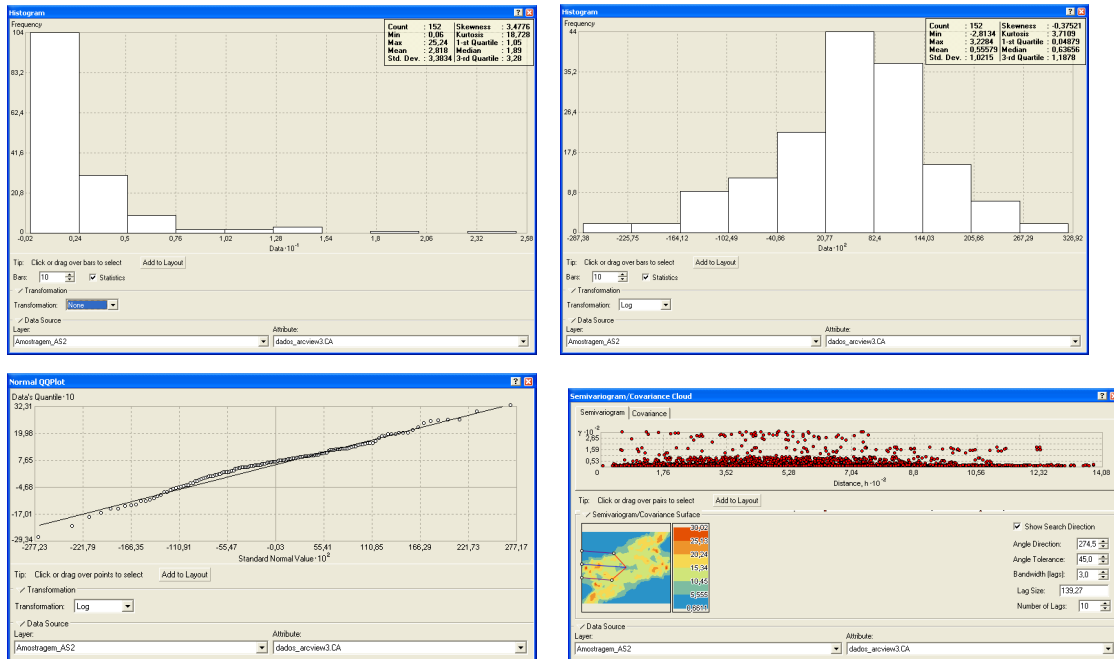 Histogram
Frequency
104
83,2
62,4
41,6
20,8
0
-0,02 0,24 0,5 0,76 1,02 1,28 1,54 1,8 2,06 2,32 2,58
Data·10⁻¹
Count : 152 Skewness : 3,4776
Min : 0,06 Kurtosis : 18,728
Max : 25,24 1-st Quartile : 1,05
Mean : 2,818 Median : 1,89
Std. Dev. : 3,3834 3-rd Quartile : 3,28
Tip: Click or drag over bars to select Add to Layout
Bars: 10 Statistics
Transformation
Transformation: None
Data Source
Layer: Attribute:
Amostragem_AS2 dados_arcview3.CA
Histogram
Frequency
44
35,2
26,4
17,6
8,8
0
-287,38 -225,75 -164,12 -102,49 -40,86 20,77 82,4 144,03 205,66 267,29 328,92
Data·10²
Count : 152 Skewness : -0,37521
Min : -2,8134 Kurtosis : 3,7109
Max : 3,2284 1-st Quartile : 0,04879
Mean : 0,55579 Median : 0,63656
Std. Dev. : 1,0215 3-rd Quartile : 1,1878
Tip: Click or drag over bars to select Add to Layout
Bars: 10 Statistics
Transformation
Transformation: Log
Data Source
Layer: Attribute:
Amostragem_AS2 dados_arcview3.CA
Normal QQPlot
Data's Quantile·10
32,31
19,98
7,65
-4,68
-17,01
-29,34
-277,23 -221,79 -166,35 -110,91 -55,47 -0,03 55,41 110,85 166,29 221,73 277,17
Standard Normal Value·10²
Tip: Click or drag over points to select Add to Layout
Transformation
Transformation: Log
Data Source
Layer: Attribute:
Amostragem_AS2 dados_arcview3.CA
Semivariogram/Covariance Cloud
Semivariogram Covariance
γ·10⁻²
2,65
1,59
0,53
0 1,76 3,52 5,28 7,04 8,8 10,56 12,32 14,08
Distance, h·10⁻³
Tip: Click or drag over pairs to select Add to Layout
Semivariogram/Covariance Surface
30,02
20,24
15,34
10,45
5,555
Show Search Direction
Angle Direction: 274,5
Angle Tolerance: 45,0
Bandwidth (lags): 3,0
Lag Size: 139,27
Number of Lags: 10
Data Source
Layer: Attribute:
Amostragem_AS2 dados_arcview3.CA